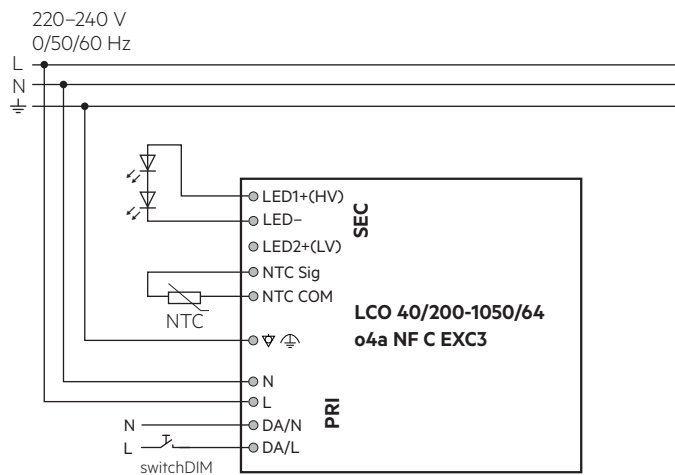 220–240 V
0/50/60 Hz
L
N
LED1+(HV)
LED–
LED2+(LV)
NTC Sig
NTC COM
NTC
SEC
LCO 40/200-1050/64
o4a NF C EXC3
N
L
PRI
N
DA/N
L
DA/L
switchDIM